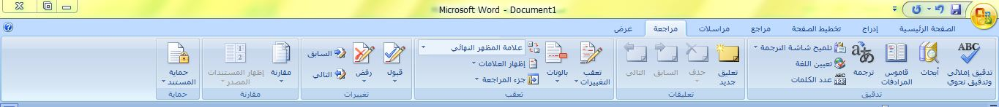 Microsoft Word - Document1
الصفحة الرئيسية إدراج تخطيط الصفحة مراجع مراسلات مراجعة عرض
ABC
تدقيق إملائي
وتدقيق نحوي
أبحاث
قاموس
المرادفات
ترجمة
تلميح شاشة الترجمة
تعيين اللغة
ABC
123
عدد الكلمات
تدقيق
تعليق
جديد
حذف
السابق
التالي
تعليقات
تعقب
التغييرات
بالونات
علامة المظهر النهائي
إظهار العلامات
جزء المراجعة
تعقب
قبول
رفض
السابق
التالي
تغييرات
مقارنة
إظهار المستندات
المصدر
مقارنة
حماية
المستند
حماية